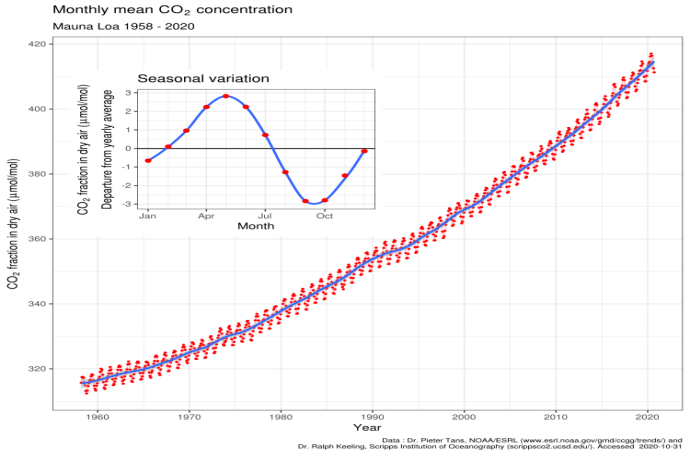 Monthly mean CO₂ concentration
Mauna Loa 1958 - 2020
CO₂ fraction in dry air (µmol/mol)
420
400
380
360
340
320
1960 1970 1980 1990 2000 2010 2020
Year
Seasonal variation
CO₂ fraction in dry air (µmol/mol)
Departure from yearly average
3
2
1
0
-1
-2
-3
Jan Apr Jul Oct
Month
Data : Dr. Pieter Tans, NOAA/ESRL (www.esrl.noaa.gov/gmd/ccgg/trends/) and
Dr. Ralph Keeling, Scripps Institution of Oceanography (scrippsco2.ucsd.edu/). Accessed 2020-10-31